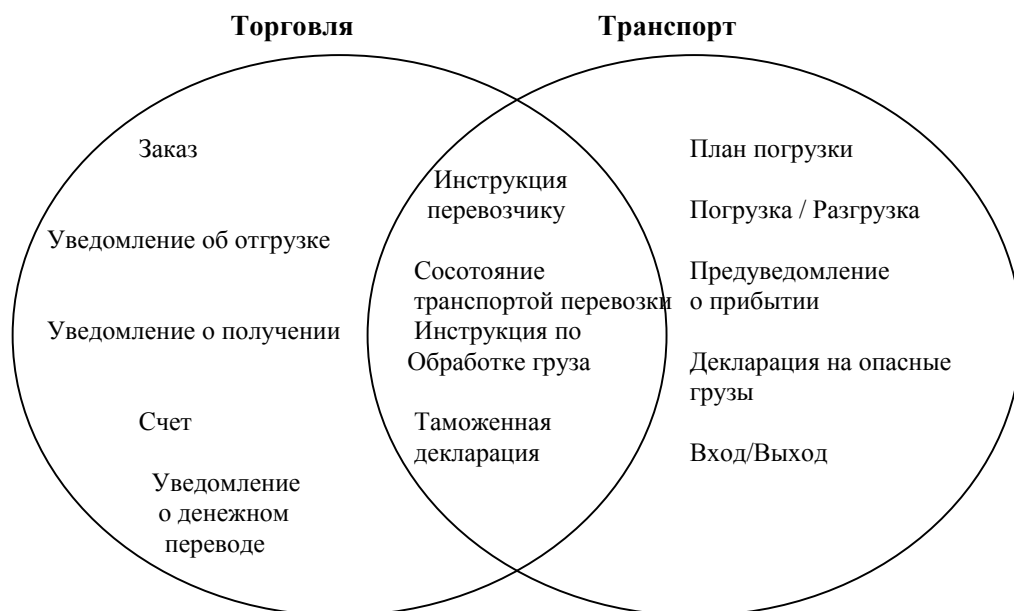 Торговля
Транспорт
Заказ
Уведомление об отгрузке
Уведомление о получении
Счет
Уведомление
о денежном
переводе
Инструкция
перевозчику
Сосотояние
транспортой перевозки
Инструкция по
Обработке груза
Таможенная
декларация
План погрузки
Погрузка / Разгрузка
Предуведомление
о прибытии
Декларация на опасные
грузы
Вход/Выход